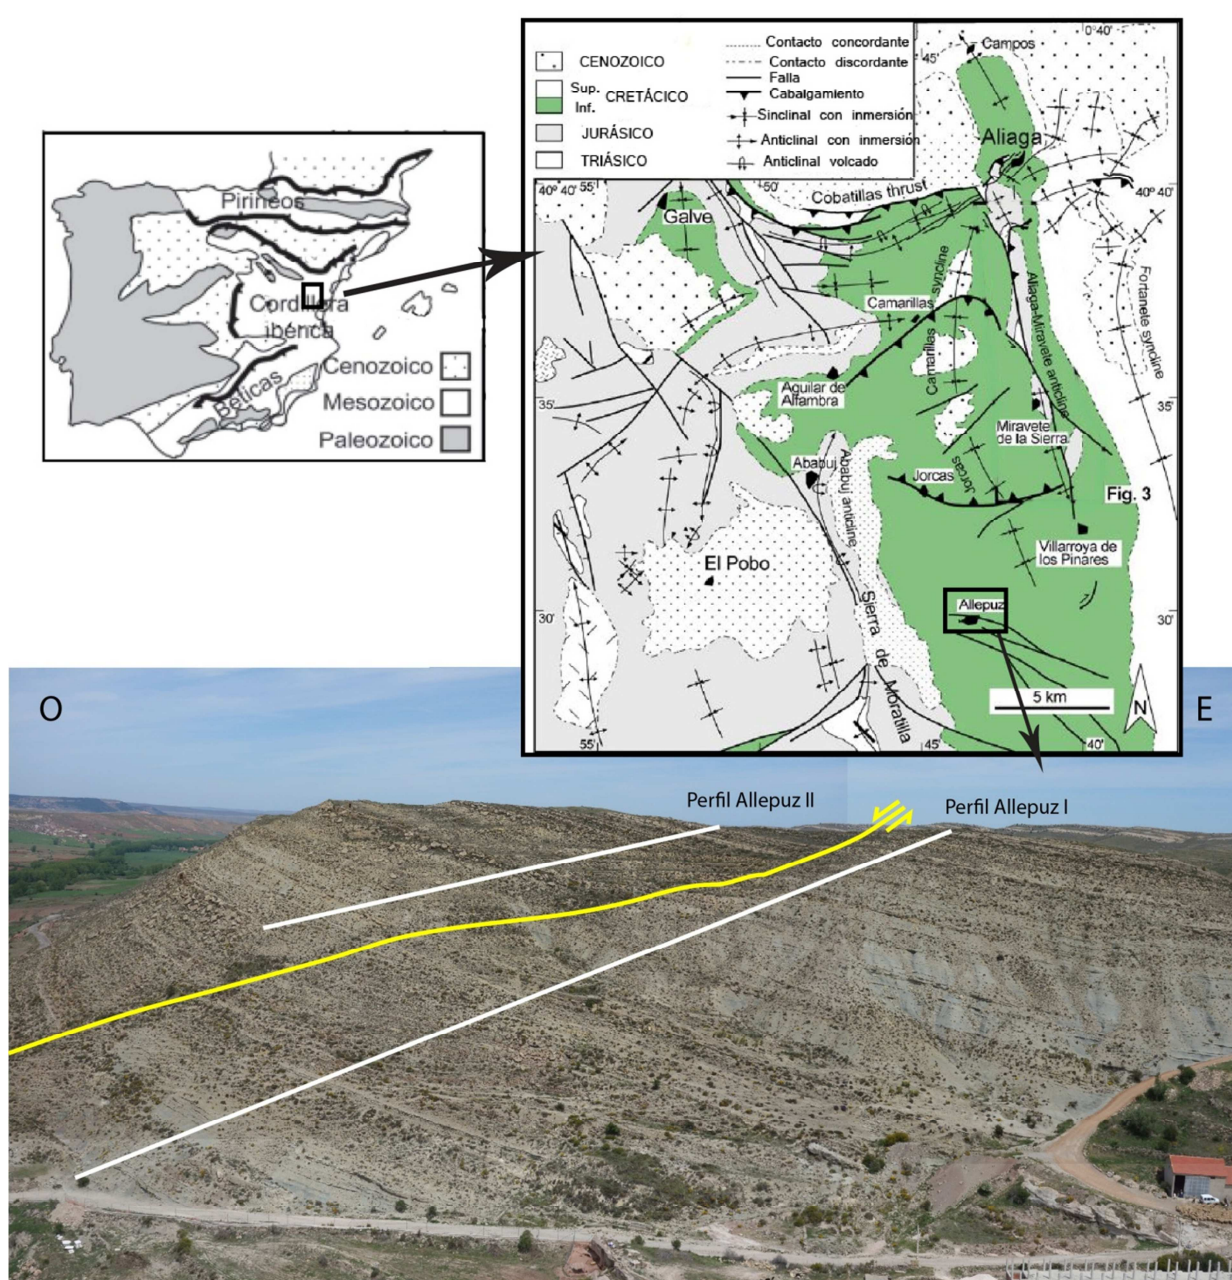 CENOZOICO
Sup.
Inf.
CRETÁCICO
JURÁSICO
TRIÁSICO
Contacto concordante
Contacto discordante
Falla
Cabalgamiento
Sinclinal con inmersión
Anticlinal con inmersión
Anticlinal volcado
0°40'
45'
Campos
Aliaga
40° 40'
55'
50'
40° 40'
Cobatillas thrust
Galve
Camarillas
Camarillas syncline
Aliaga-Miravete anticline
Fortanete syncline
Aguilar de
Alfambra
35'
35'
Miravete
de la Sierra
Ababuj
Ababuj anticline
Jorcas
Jorcas
Fig. 3
Villarroya de
los Pinares
El Pobo
Sierra de Moratilla
Allepuz
30'
30'
5 km
N
55'
45'
40'
Pirineos
Cordillera
ibérica
Béticas
Cenozoico
Mesozoico
Paleozoico
O
E
Perfil Allepuz II
Perfil Allepuz I